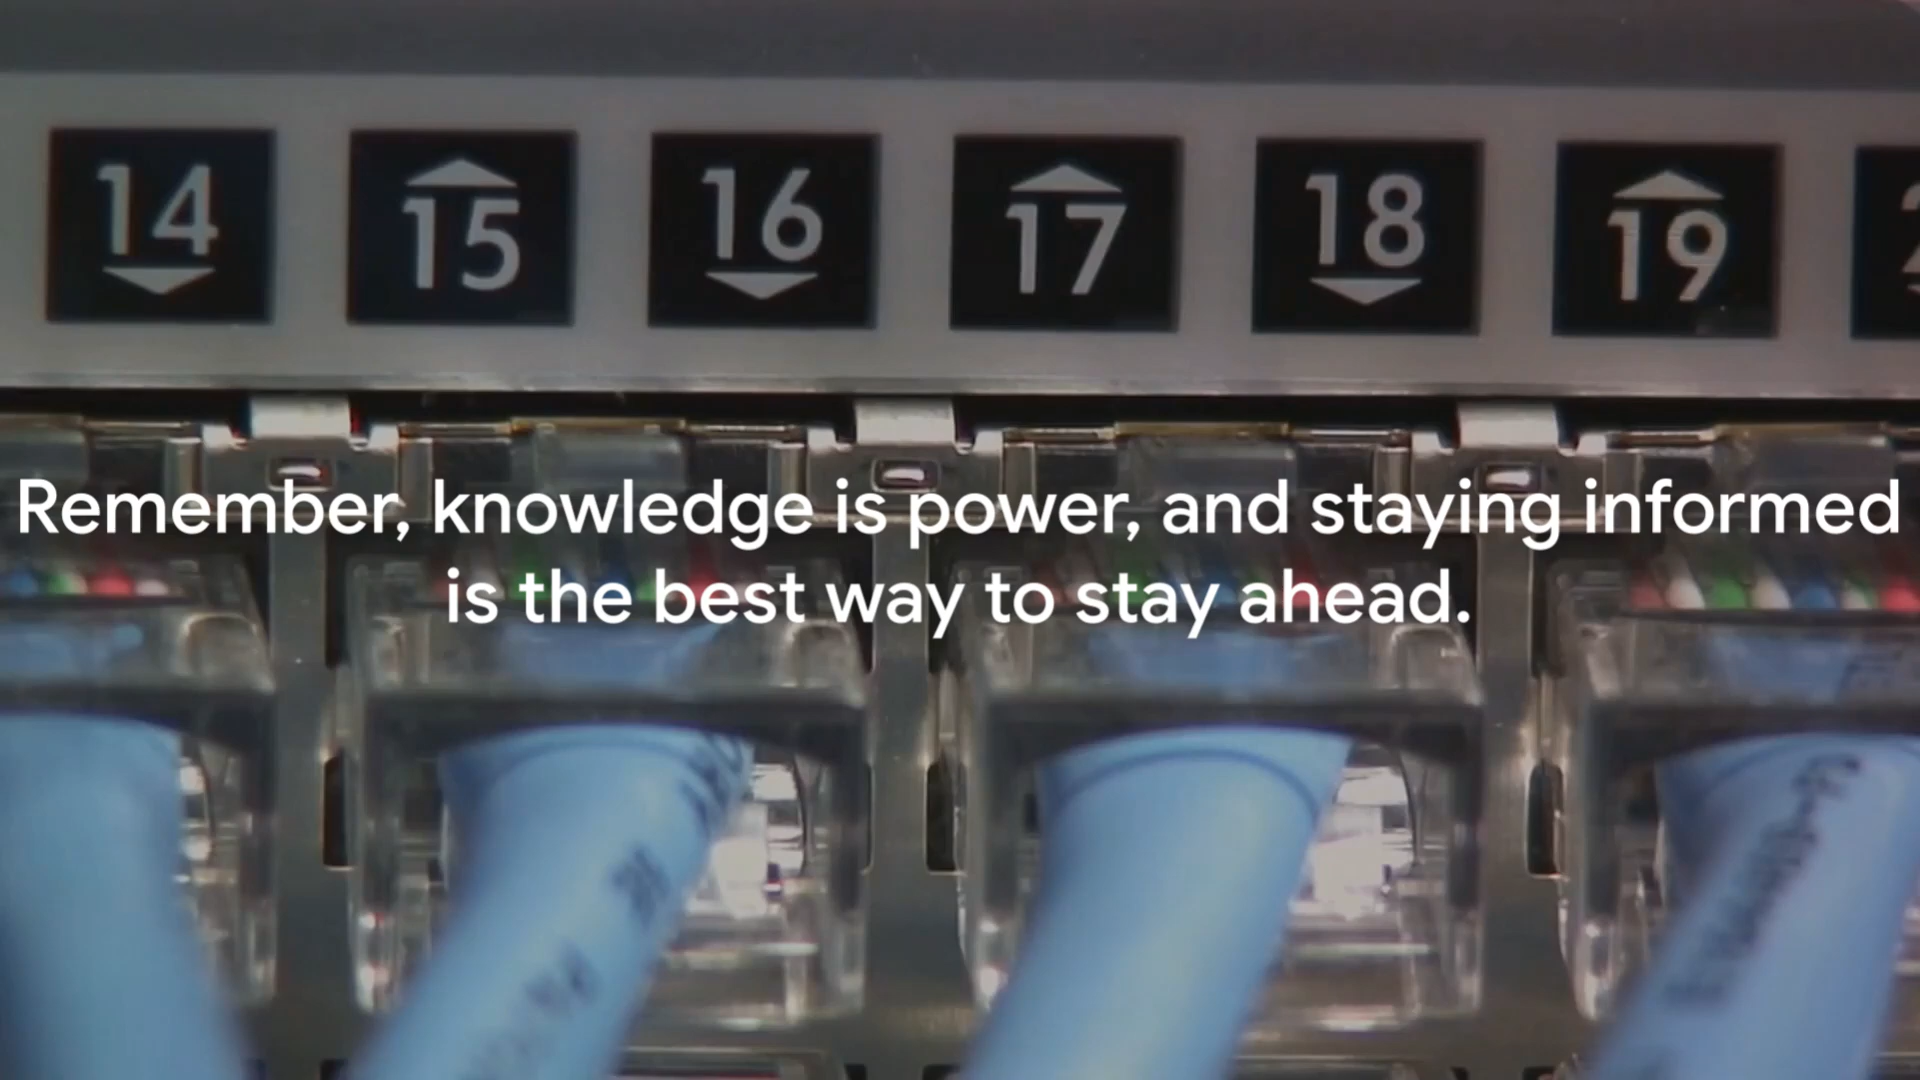 14 15 16 17 18 19
Remember, knowledge is power, and staying informed
is the best way to stay ahead.